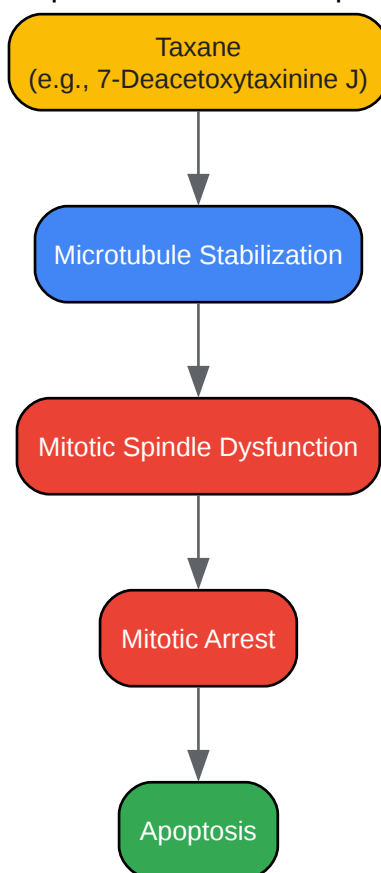 Taxane
(e.g., 7-Deacetoxytaxinine J)
Microtubule Stabilization
Mitotic Spindle Dysfunction
Mitotic Arrest
Apoptosis